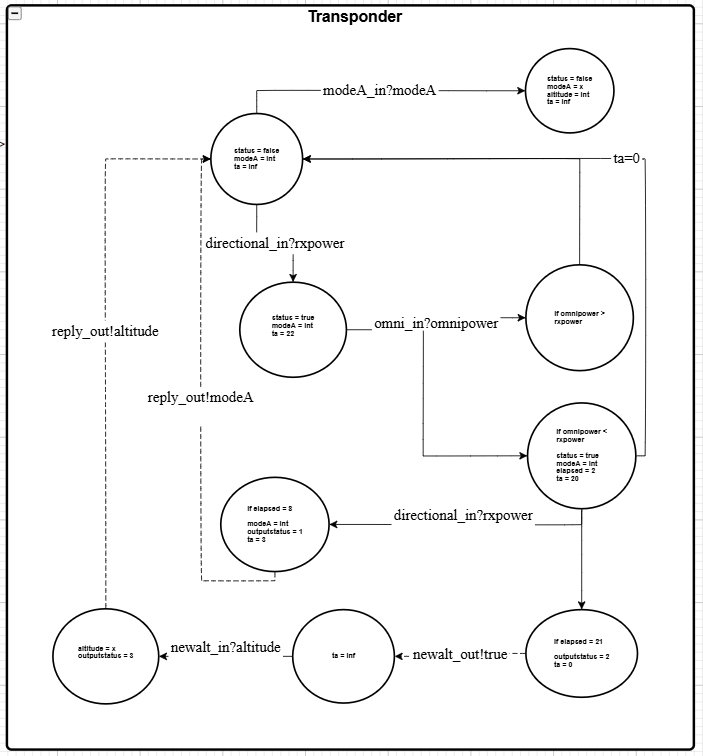 Transponder
modeA_in?modeA
status = false
modeA = x
altitude = int
ta = inf
status = false
modeA = int
ta = inf
ta=0
directional_in?rxpower
status = true
modeA = int
ta = 22
omni_in?omnipower
if omnipower >
rxpower
reply_out!altitude
reply_out!modeA
if omnipower <
rxpower
status = true
modeA = int
elapsed = 2
ta = 20
if elapsed = 8
modeA = int
outputstatus = 1
ta = 3
directional_in?rxpower
altitude = x
outputstatus = 3
newalt_in?altitude
ta = inf
newalt_out!true
if elapsed = 21
outputstatus = 2
ta = 0